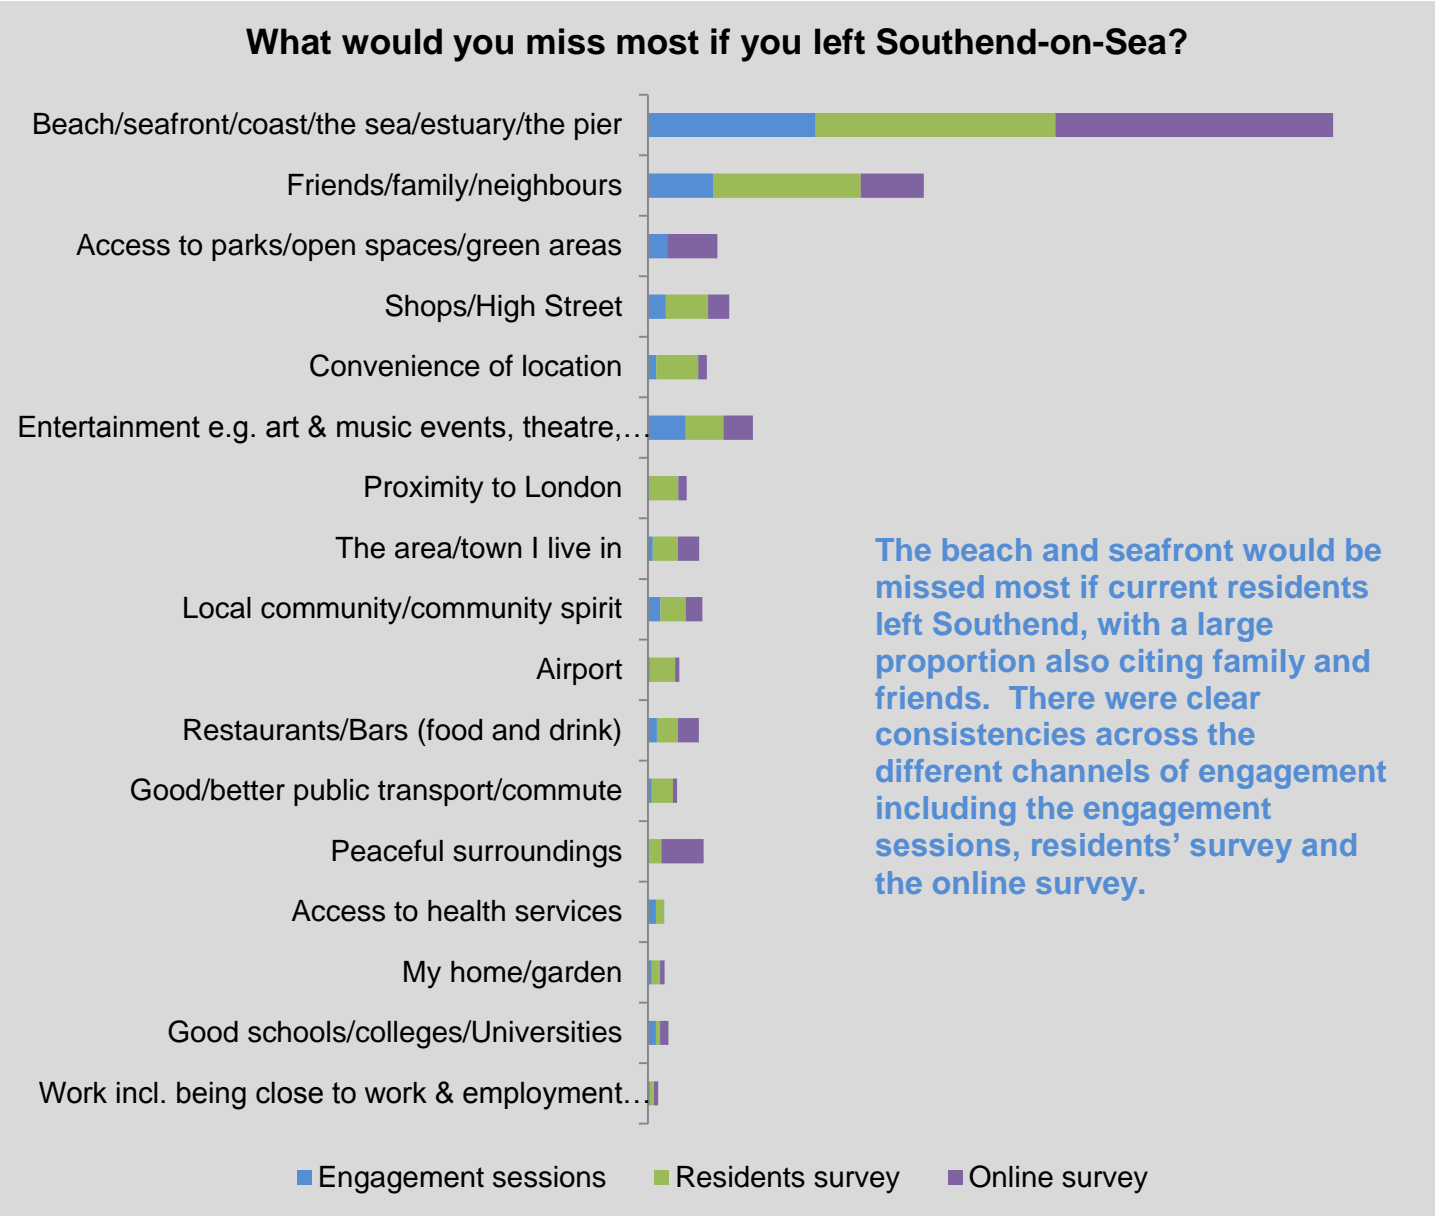 What would you miss most if you left Southend-on-Sea?
Beach/seafront/coast/the sea/estuary/the pier
Friends/family/neighbours
Access to parks/open spaces/green areas
Shops/High Street
Convenience of location
Entertainment e.g. art & music events, theatre,…
Proximity to London
The area/town I live in
Local community/community spirit
Airport
Restaurants/Bars (food and drink)
Good/better public transport/commute
Peaceful surroundings
Access to health services
My home/garden
Good schools/colleges/Universities
Work incl. being close to work & employment…
The beach and seafront would be
missed most if current residents
left Southend, with a large
proportion also citing family and
friends.  There were clear
consistencies across the
different channels of engagement
including the engagement
sessions, residents’ survey and
the online survey.
Engagement sessions
Residents survey
Online survey